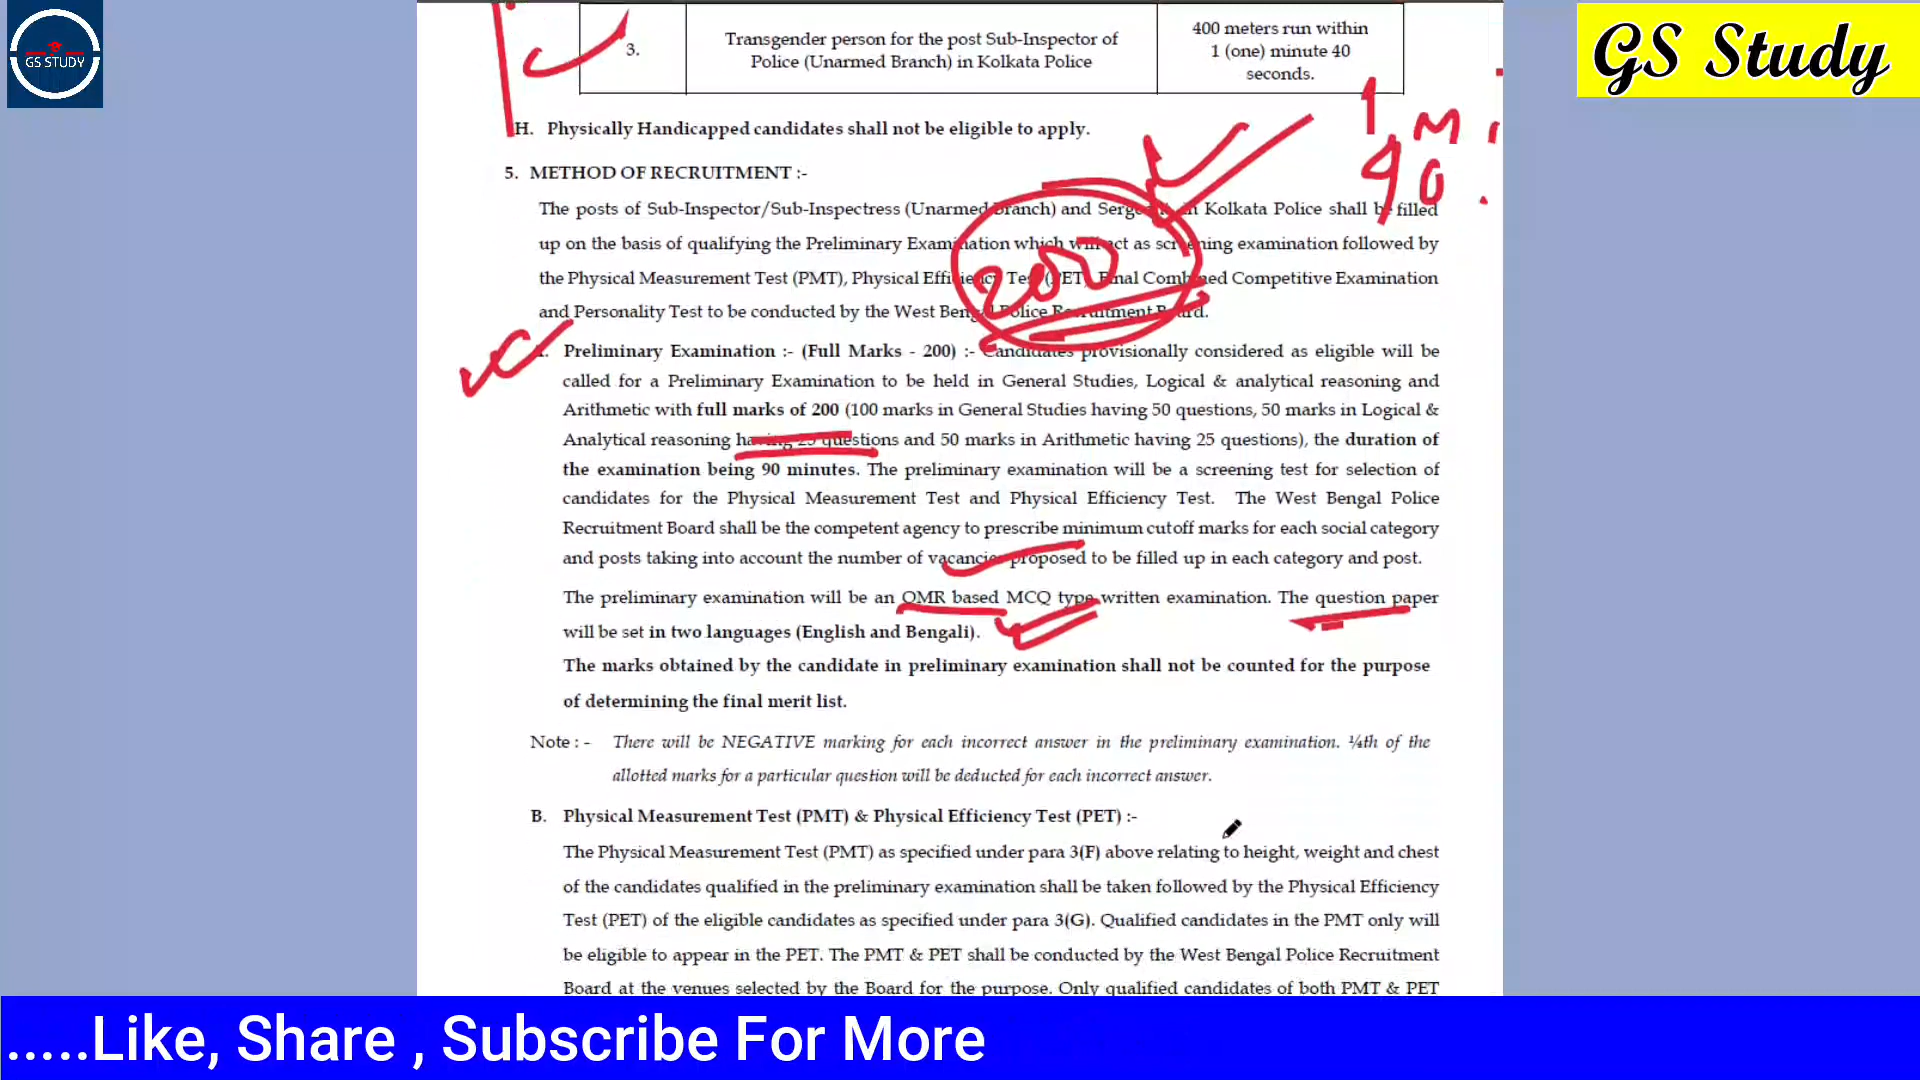 GS STUDY
GS Study
3.
Transgender person for the post Sub-Inspector of
Police (Unarmed Branch) in Kolkata Police
400 meters run within
1 (one) minute 40
seconds.
1 M
40
H. Physically Handicapped candidates shall not be eligible to apply.
5. METHOD OF RECRUITMENT :-
The posts of Sub-Inspector/Sub-Inspectress (Unarmed Branch) and in Kolkata Police shall be filled
up on the basis of qualifying the Preliminary Examination which will act as screening examination followed by
200
the Physical Measurement Test (PMT), Physical Efficiency Test (PET), Final Combined Competitive Examination
and Personality Test to be conducted by the West Bengal Police Recruitment Board.
Preliminary Examination :- (Full Marks - 200) :- Candidates provisionally considered as eligible will be
called for a Preliminary Examination to be held in General Studies, Logical & analytical reasoning and
Arithmetic with full marks of 200 (100 marks in General Studies having 50 questions, 50 marks in Logical &
Analytical reasoning having 25 questions and 50 marks in Arithmetic having 25 questions), the duration of
the examination being 90 minutes. The preliminary examination will be a screening test for selection of
candidates for the Physical Measurement Test and Physical Efficiency Test. The West Bengal Police
Recruitment Board shall be the competent agency to prescribe minimum cutoff marks for each social category
and posts taking into account the number of vacancies proposed to be filled up in each category and post.
The preliminary examination will be an OMR based MCQ type written examination. The question paper
will be set in two languages (English and Bengali).
The marks obtained by the candidate in preliminary examination shall not be counted for the purpose
of determining the final merit list.
Note : - There will be NEGATIVE marking for each incorrect answer in the preliminary examination. ¼th of the
allotted marks for a particular question will be deducted for each incorrect answer.
B. Physical Measurement Test (PMT) & Physical Efficiency Test (PET) :-
The Physical Measurement Test (PMT) as specified under para 3(F) above relating to height, weight and chest
of the candidates qualified in the preliminary examination shall be taken followed by the Physical Efficiency
Test (PET) of the eligible candidates as specified under para 3(G). Qualified candidates in the PMT only will
be eligible to appear in the PET. The PMT & PET shall be conducted by the West Bengal Police Recruitment
Board at the venues selected by the Board for the purpose. Only qualified candidates of both PMT & PET
.....Like, Share , Subscribe For More